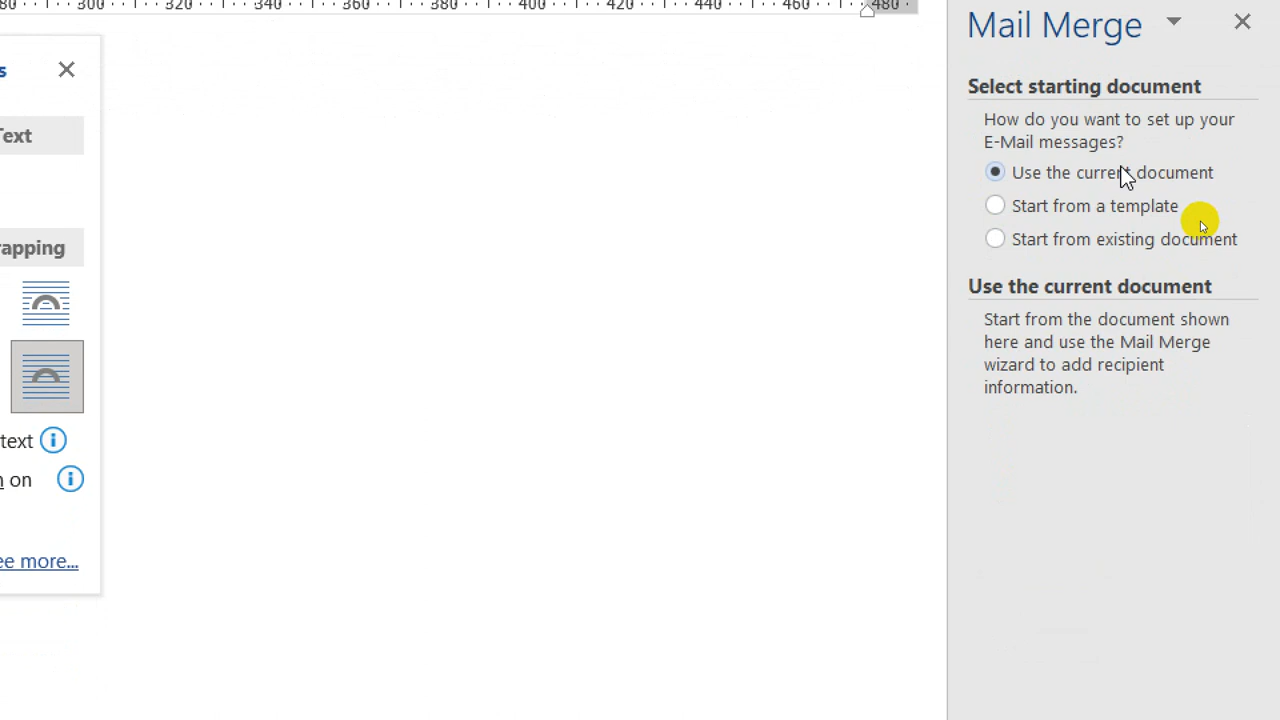 300 320 340 360 380 400 420 440 460 480
Mail Merge
Select starting document
How do you want to set up your
E-Mail messages?
Use the current document
Start from a template
Start from existing document
Use the current document
Start from the document shown
here and use the Mail Merge
wizard to add recipient
information.
s
Text
rapping
text
n on
ee more...